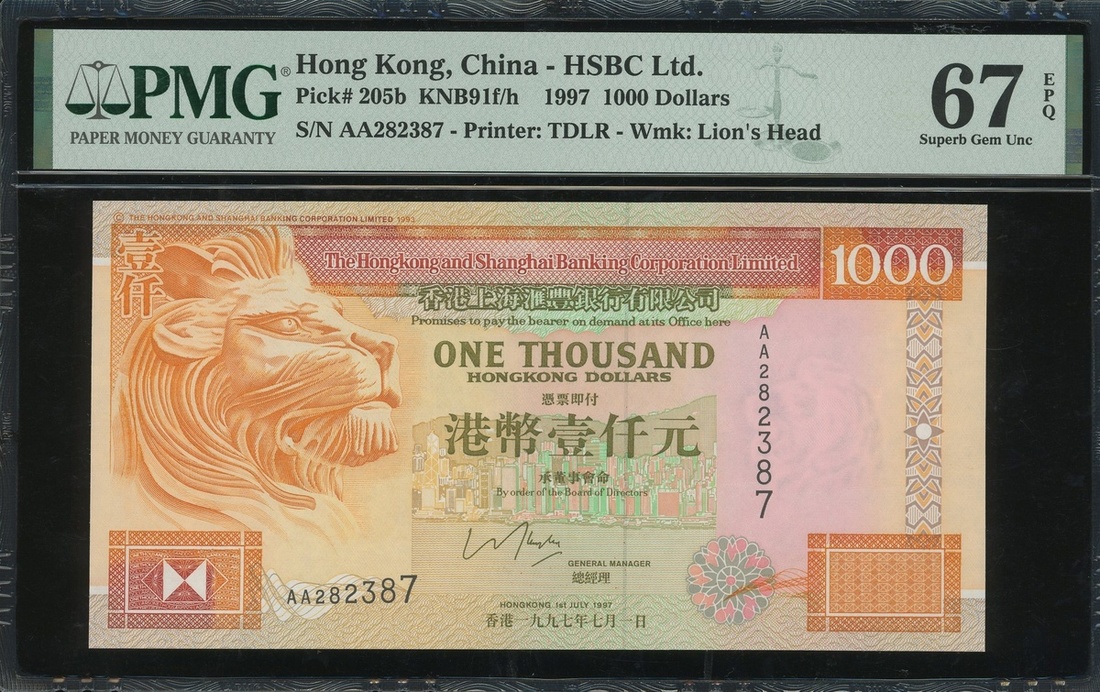 PMG®
PAPER MONEY GUARANTY
Hong Kong, China - HSBC Ltd.
Pick# 205b KNB91f/h 1997 1000 Dollars
S/N AA282387 - Printer: TDLR - Wmk: Lion's Head
67
EPQ
Superb Gem Unc
© THE HONGKONG AND SHANGHAI BANKING CORPORATION LIMITED 1993
壹仟
The Hongkong and Shanghai Banking Corporation Limited
1000
香港上海滙豐銀行有限公司
Promises to pay the bearer on demand at its Office here
AA282387
ONE THOUSAND
HONGKONG DOLLARS
憑票即付
港幣壹仟元
承董事會命
By order of the Board of Directors
GENERAL MANAGER
總經理
AA282387
HONGKONG 1st JULY 1997
香港一九九七年七月一日